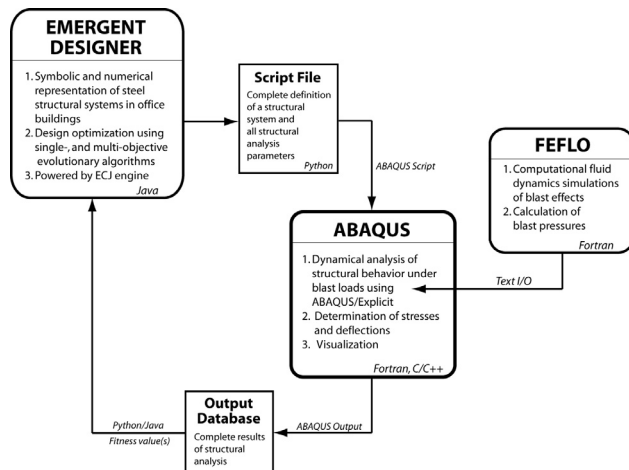 EMERGENT
DESIGNER
1. Symbolic and numerical
representation of steel
structural systems in office
buildings
2. Design optimization using
single-, and multi-objective
evolutionary algorithms
3. Powered by ECJ engine
Java
Script File
Complete definition
of a structural
system and
all structural
analysis
parameters
Python
ABAQUS Script
FEFLO
1. Computational fluid
dynamics simulations
of blast effects
2. Calculation of
blast pressures
Fortran
Text I/O
ABAQUS
1. Dynamical analysis of
structural behavior under
blast loads using
ABAQUS/Explicit
2. Determination of stresses
and deflections
3. Visualization
Fortran, C/C++
ABAQUS Output
Output
Database
Complete results
of structural
analysis
Python/Java
Fitness value(s)